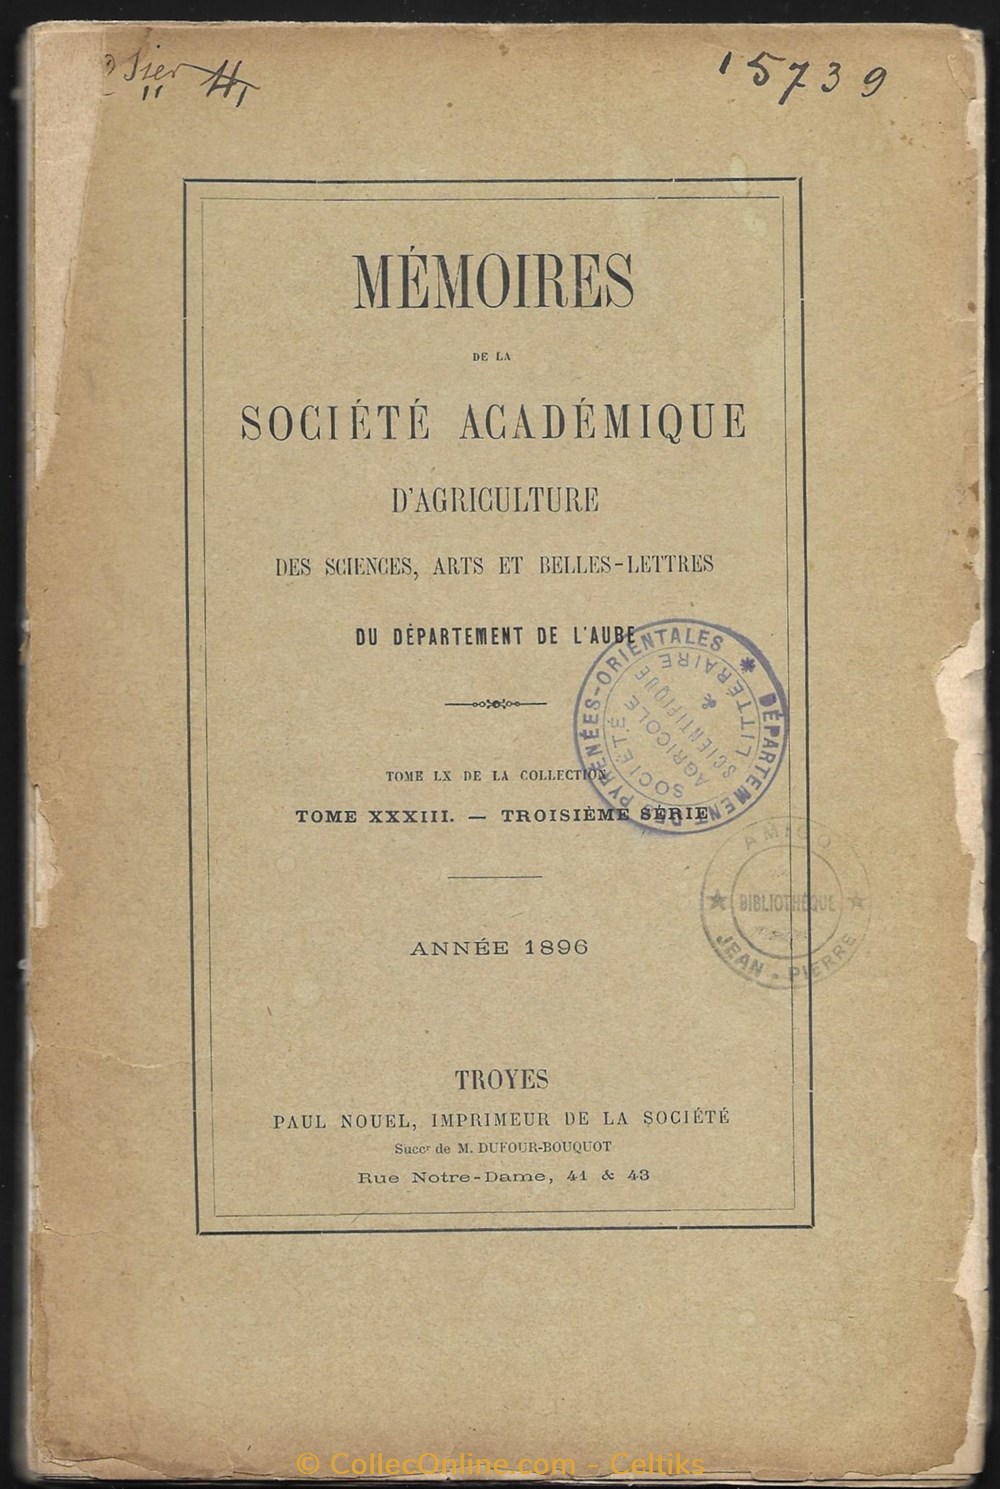 15739
MÉMOIRES
DE LA
SOCIÉTÉ ACADÉMIQUE
D'AGRICULTURE
DES SCIENCES, ARTS ET BELLES-LETTRES
DU DÉPARTEMENT DE L'AUBE
DÉPARTEMENT DES PYRÉNÉES-ORIENTALES
SOCIÉTÉ
AGRICOLE
SCIENTIFIQUE
LITTÉRAIRE
TOME LX DE LA COLLECTION
TOME XXXIII. — TROISIÈME SÉRIE
AMIGO
BIBLIOTHÈQUE
JEAN - PIERRE
ANNÉE 1896
TROYES
PAUL NOUEL, IMPRIMEUR DE LA SOCIÉTÉ
Succr de M. DUFOUR-BOUQUOT
Rue Notre-Dame, 41 & 43
© CollecOnline.com - Celtiks